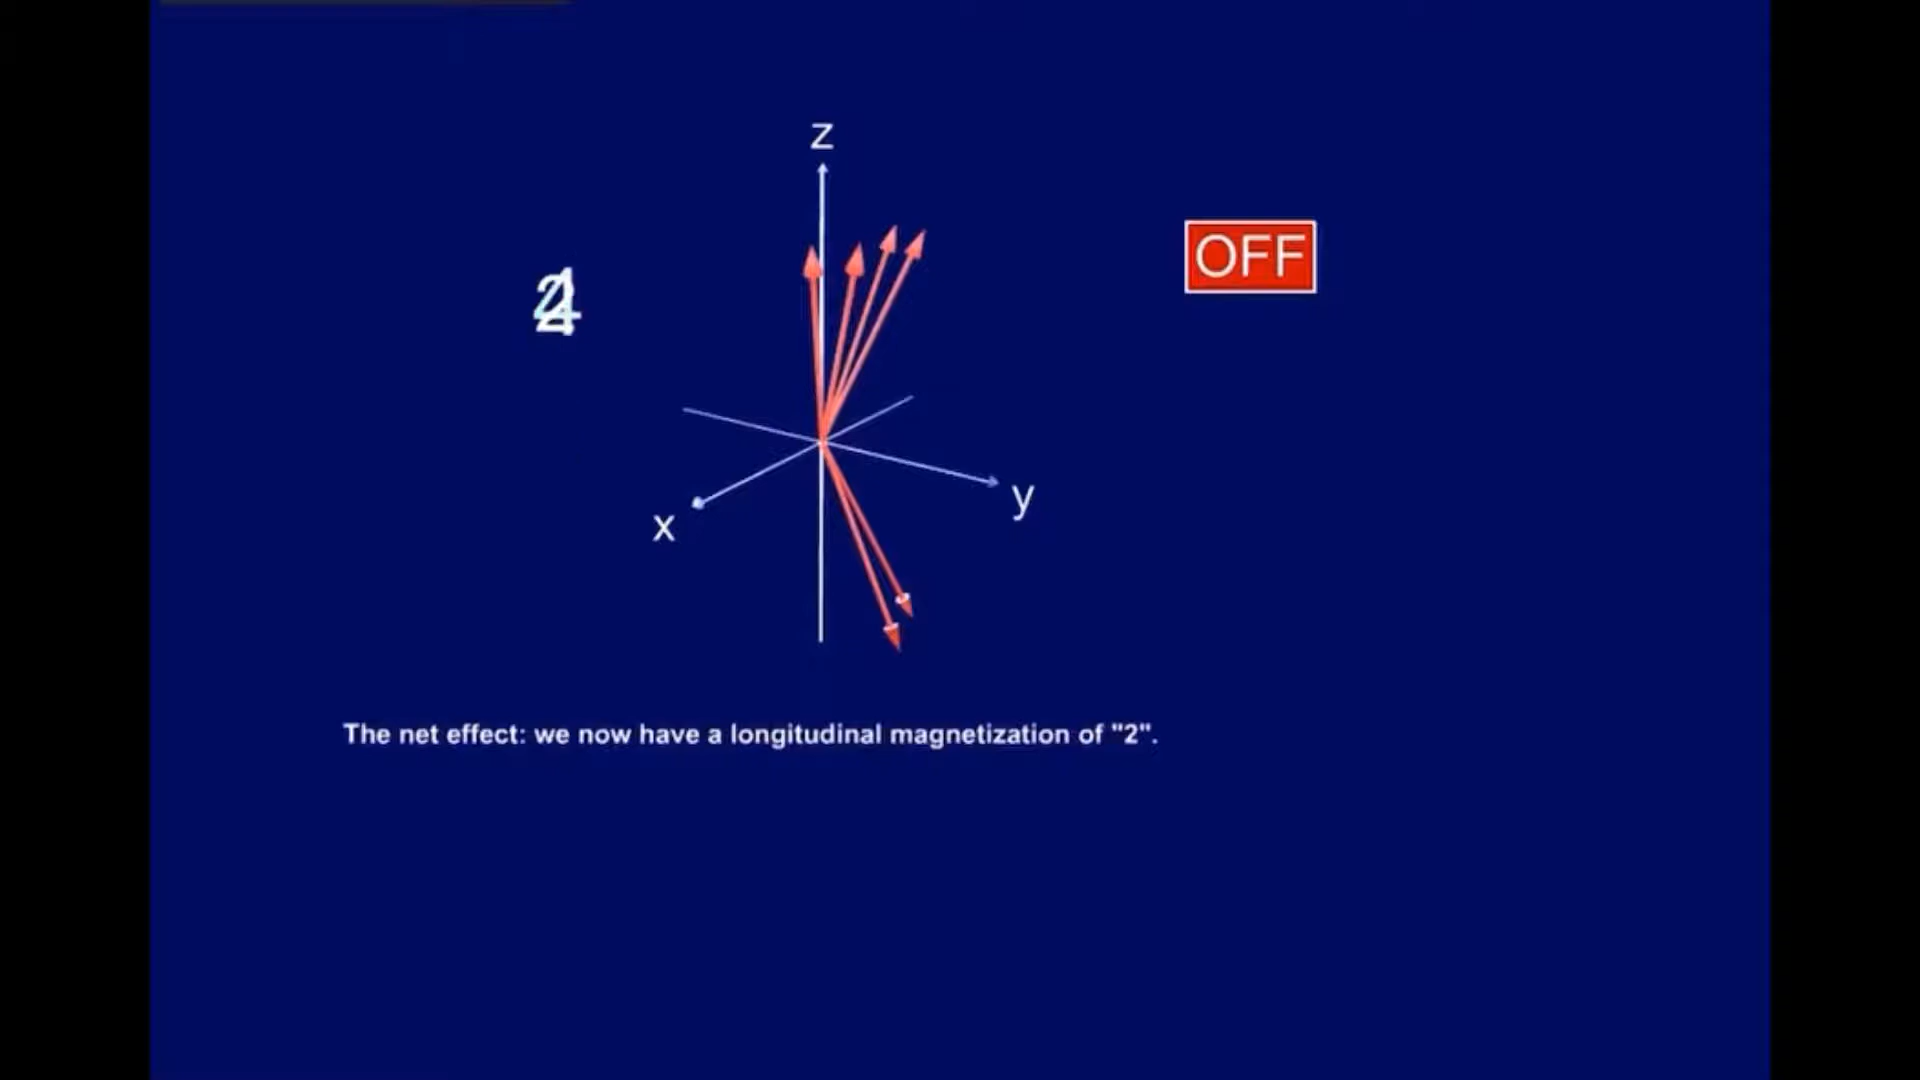 z
OFF
y
x
The net effect: we now have a longitudinal magnetization of "2".